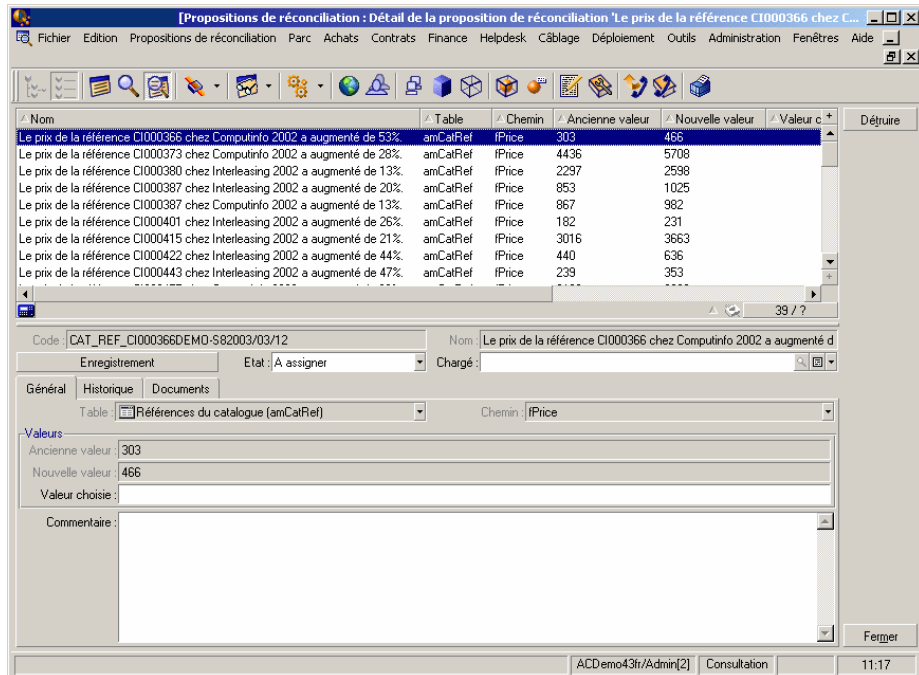 [Propositions de réconciliation : Détail de la proposition de réconciliation 'Le prix de la référence CI000366 chez C...
Fichier Edition Propositions de réconciliation Parc Achats Contrats Finance Helpdesk Câblage Déploiement Outils Administration Fenêtres Aide
Nom Table Chemin Ancienne valeur Nouvelle valeur Valeur c
Détruire
Le prix de la référence CI000366 chez Computinfo 2002 a augmenté de 53%. amCatRef fPrice 303 466
Le prix de la référence CI000373 chez Computinfo 2002 a augmenté de 28%. amCatRef fPrice 4436 5708
Le prix de la référence CI000380 chez Interleasing 2002 a augmenté de 13%. amCatRef fPrice 2297 2598
Le prix de la référence CI000387 chez Interleasing 2002 a augmenté de 20%. amCatRef fPrice 853 1025
Le prix de la référence CI000387 chez Computinfo 2002 a augmenté de 13%. amCatRef fPrice 867 982
Le prix de la référence CI000401 chez Interleasing 2002 a augmenté de 26%. amCatRef fPrice 182 231
Le prix de la référence CI000415 chez Interleasing 2002 a augmenté de 21%. amCatRef fPrice 3016 3663
Le prix de la référence CI000422 chez Interleasing 2002 a augmenté de 44%. amCatRef fPrice 440 636
Le prix de la référence CI000443 chez Interleasing 2002 a augmenté de 47%. amCatRef fPrice 239 353
39 / ?
Code : CAT_REF_CI000366DEMO-S82003/03/12 Nom : Le prix de la référence CI000366 chez Computinfo 2002 a augmenté d
Enregistrement Etat : A assigner Chargé :
Général Historique Documents
Table : Références du catalogue (amCatRef) Chemin : fPrice
Valeurs
Ancienne valeur : 303
Nouvelle valeur : 466
Valeur choisie :
Commentaire :
Fermer
ACDemo43fr/Admin[2] Consultation 11:17